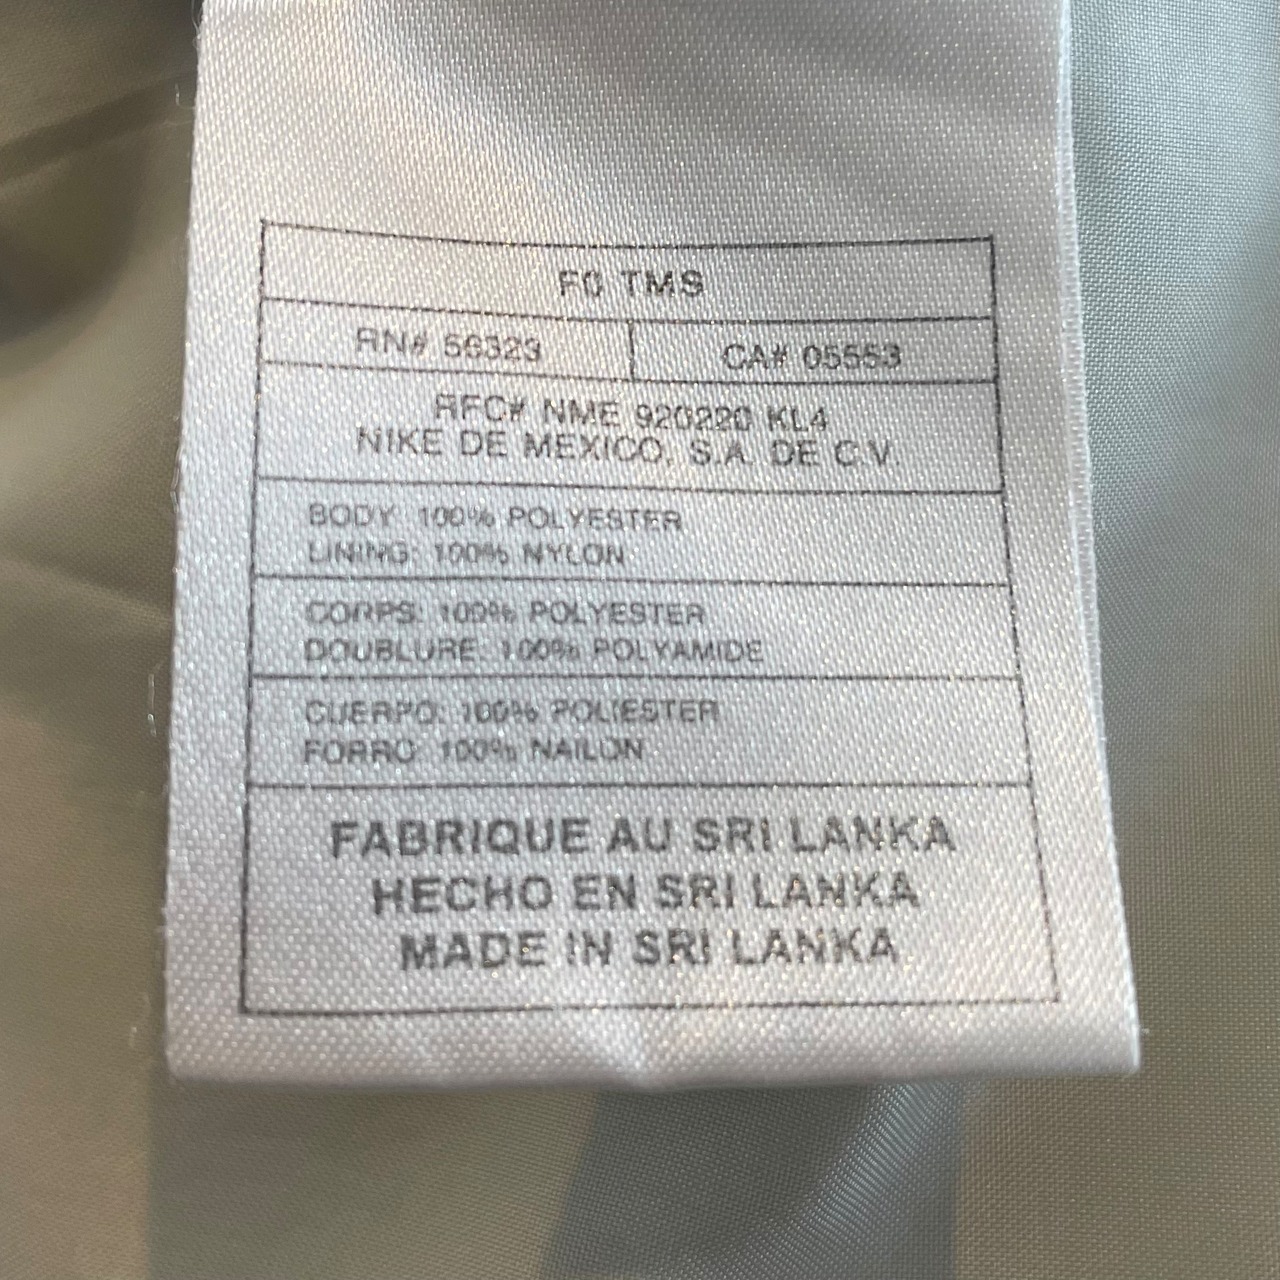 F0 TMS
RN# 56323 CA# 05553
RFC# NME 920220 KL4
NIKE DE MEXICO, S.A. DE C.V.
BODY: 100% POLYESTER
LINING: 100% NYLON
CORPS: 100% POLYESTER
DOUBLURE: 100% POLYAMIDE
CUERPO: 100% POLIESTER
FORRO: 100% NAILON
FABRIQUE AU SRI LANKA
HECHO EN SRI LANKA
MADE IN SRI LANKA